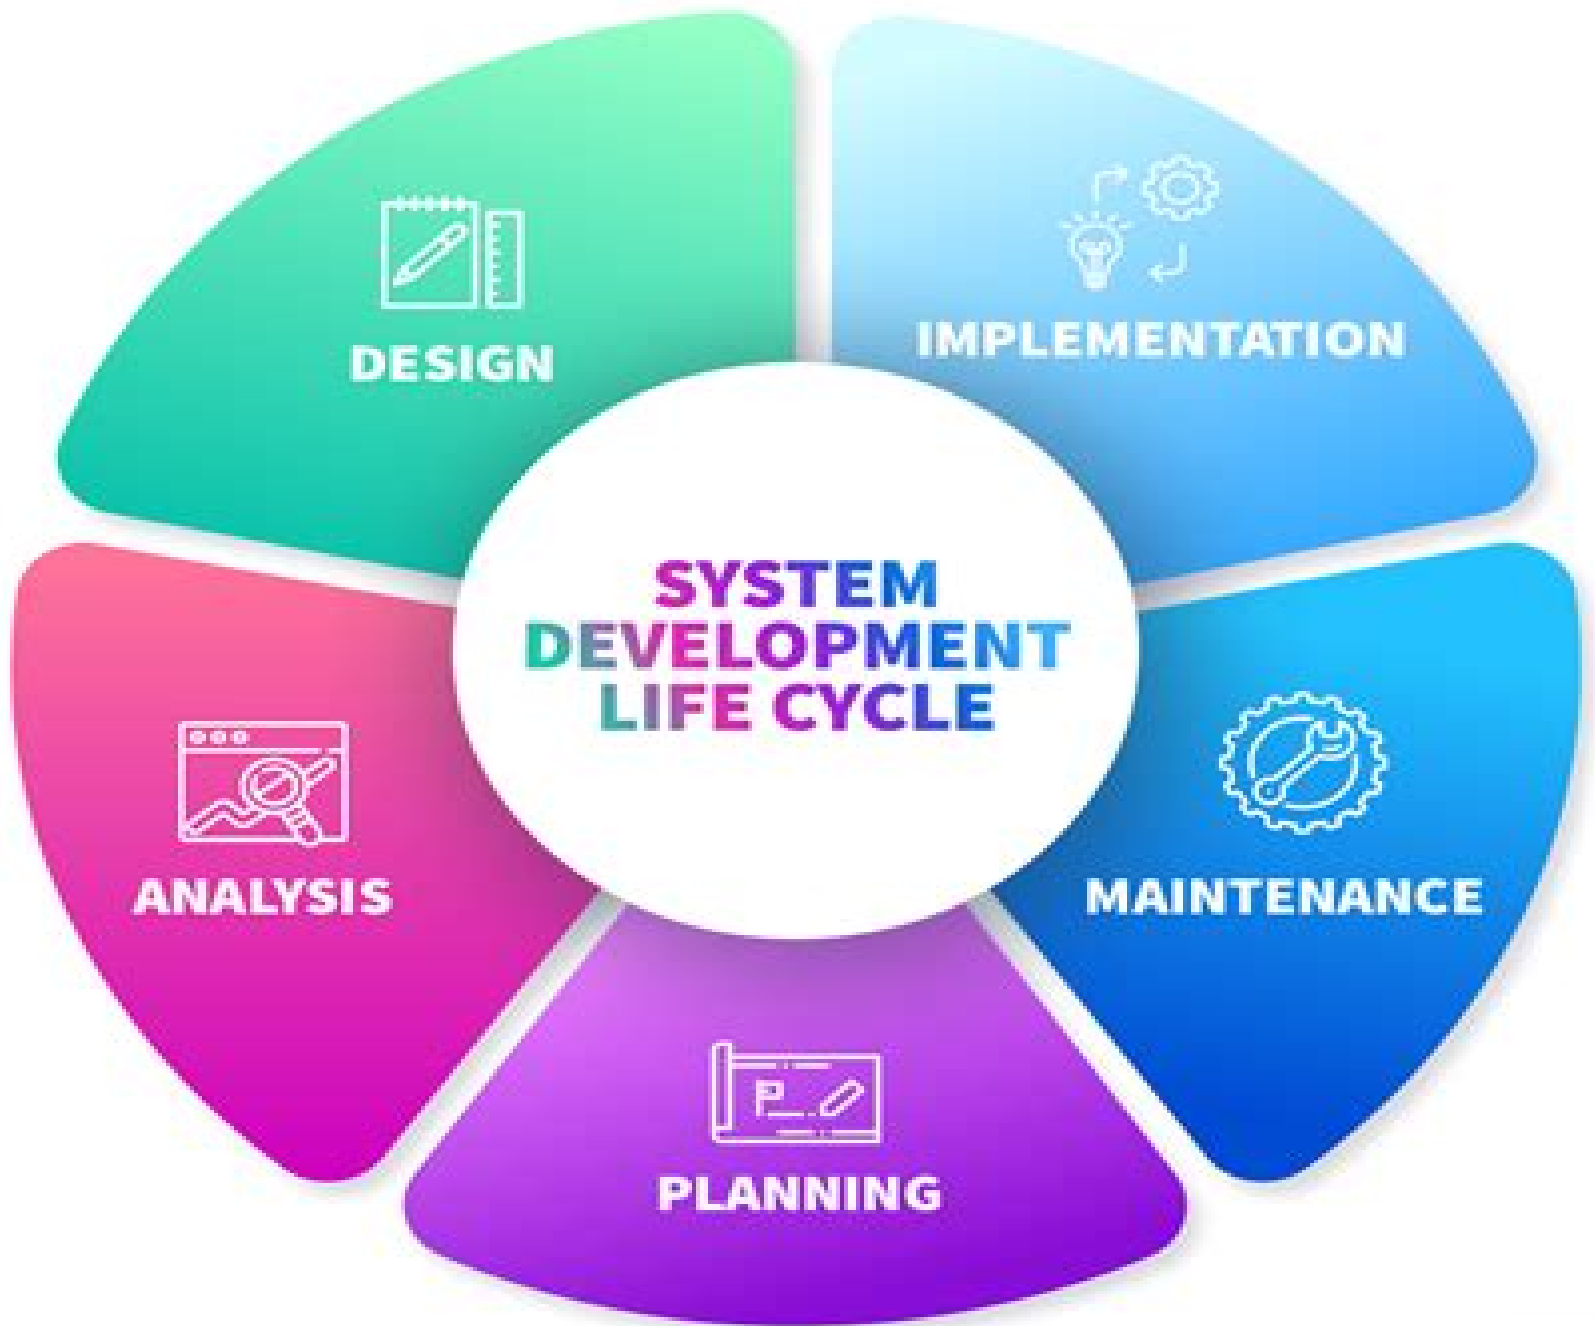 DESIGN
IMPLEMENTATION
SYSTEM
DEVELOPMENT
LIFE CYCLE
ANALYSIS
MAINTENANCE
P
PLANNING